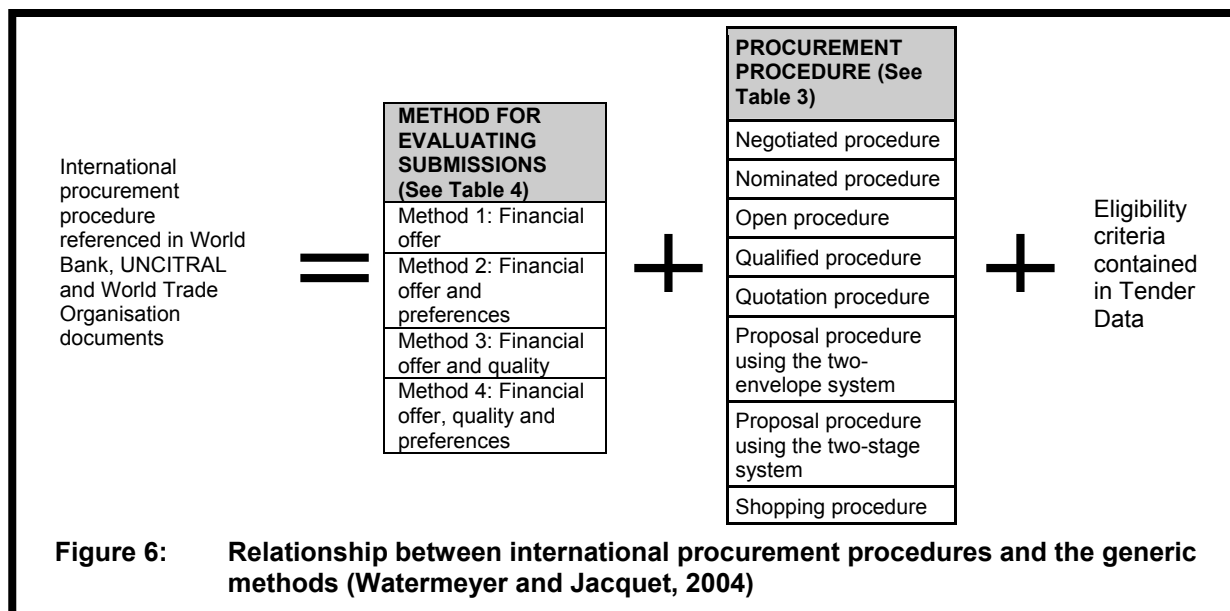 International
procurement
procedure
referenced in World
Bank, UNCITRAL
and World Trade
Organisation
documents
=
METHOD FOR
EVALUATING
SUBMISSIONS
(See Table 4)
Method 1: Financial
offer
Method 2: Financial
offer and
preferences
Method 3: Financial
offer and quality
Method 4: Financial
offer, quality and
preferences
+
PROCUREMENT
PROCEDURE (See
Table 3)
Negotiated procedure
Nominated procedure
Open procedure
Qualified procedure
Quotation procedure
Proposal procedure
using the two-
envelope system
Proposal procedure
using the two-stage
system
Shopping procedure
+
Eligibility
criteria
contained
in Tender
Data
Figure 6: Relationship between international procurement procedures and the generic
methods (Watermeyer and Jacquet, 2004)